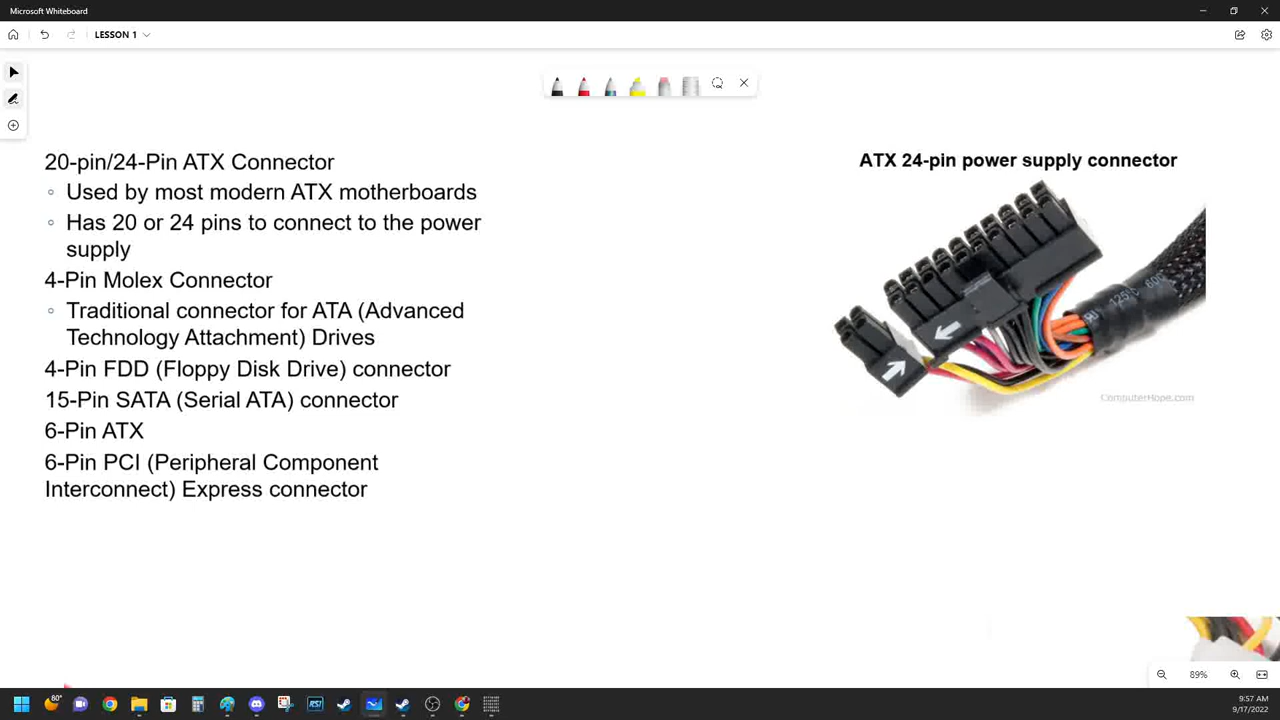 Microsoft Whiteboard
LESSON 1
20-pin/24-Pin ATX Connector
Used by most modern ATX motherboards
Has 20 or 24 pins to connect to the power
supply
4-Pin Molex Connector
Traditional connector for ATA (Advanced
Technology Attachment) Drives
4-Pin FDD (Floppy Disk Drive) connector
15-Pin SATA (Serial ATA) connector
6-Pin ATX
6-Pin PCI (Peripheral Component
Interconnect) Express connector
ATX 24-pin power supply connector
125°C 600
ComputerHope.com
89%
80°
RSI
9:57 AM
9/17/2022